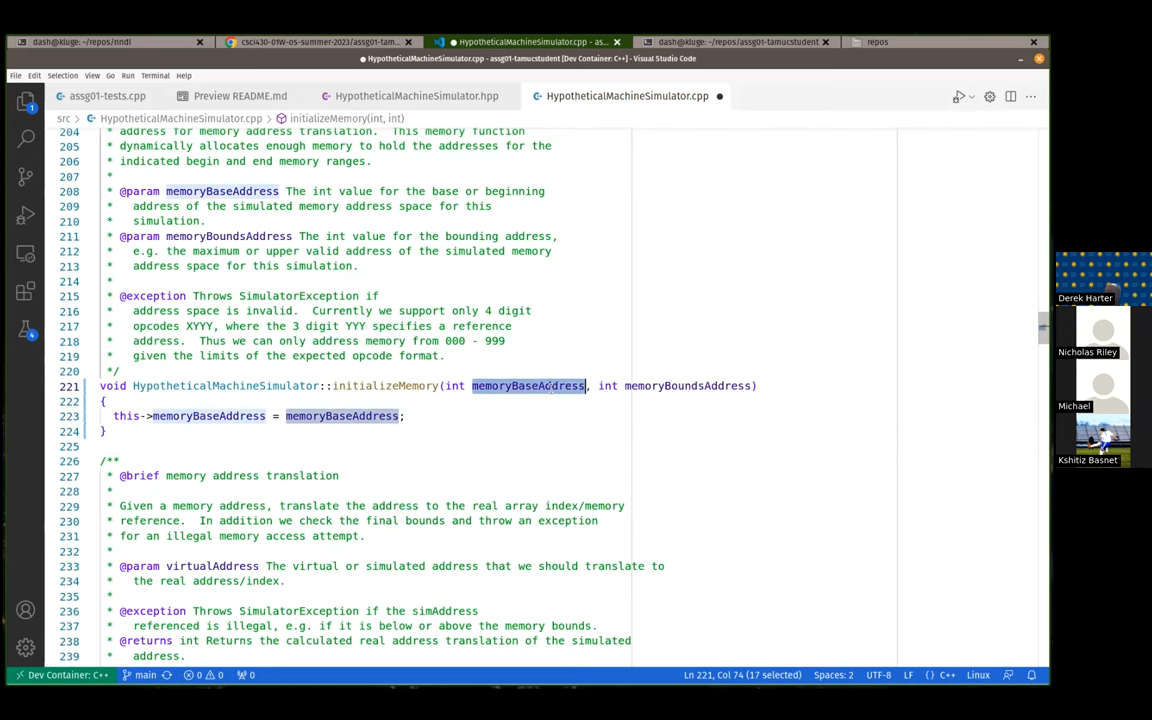 dash@kluge: ~/repos/nndl
csci430-01W-os-summer-2023/assg01-tam...
HypotheticalMachineSimulator.cpp - as...
dash@kluge: ~/repos/assg01-tamucstudent
repos
HypotheticalMachineSimulator.cpp - assg01-tamucstudent [Dev Container: C++] - Visual Studio Code
File Edit Selection View Go Run Terminal Help
assg01-tests.cpp Preview README.md HypotheticalMachineSimulator.hpp HypotheticalMachineSimulator.cpp
src > HypotheticalMachineSimulator.cpp > initializeMemory(int, int)
204 * address for memory address translation. This memory function
205 * dynamically allocates enough memory to hold the addresses for the
206 * indicated begin and end memory ranges.
207 *
208 * @param memoryBaseAddress The int value for the base or beginning
209 * address of the simulated memory address space for this
210 * simulation.
211 * @param memoryBoundsAddress The int value for the bounding address,
212 * e.g. the maximum or upper valid address of the simulated memory
213 * address space for this simulation.
214 *
215 * @exception Throws SimulatorException if
216 * address space is invalid. Currently we support only 4 digit
217 * opcodes XYYY, where the 3 digit YYY specifies a reference
218 * address. Thus we can only address memory from 000 - 999
219 * given the limits of the expected opcode format.
220 */
221 void HypotheticalMachineSimulator::initializeMemory(int memoryBaseAddress, int memoryBoundsAddress)
222 {
223 this->memoryBaseAddress = memoryBaseAddress;
224 }
225
226 /**
227 * @brief memory address translation
228 *
229 * Given a memory address, translate the address to the real array index/memory
230 * reference. In addition we check the final bounds and throw an exception
231 * for an illegal memory access attempt.
232 *
233 * @param virtualAddress The virtual or simulated address that we should translate to
234 * the real address/index.
235 *
236 * @exception Throws SimulatorException if the simAddress
237 * referenced is illegal, e.g. if it is below or above the memory bounds.
238 * @returns int Returns the calculated real address translation of the simulated
239 * address.
1
4
Dev Container: C++ main 0 0 0 Ln 221, Col 74 (17 selected) Spaces: 2 UTF-8 LF {} C++ Linux
Derek Harter
Nicholas Riley
Michael
Kshitiz Basnet